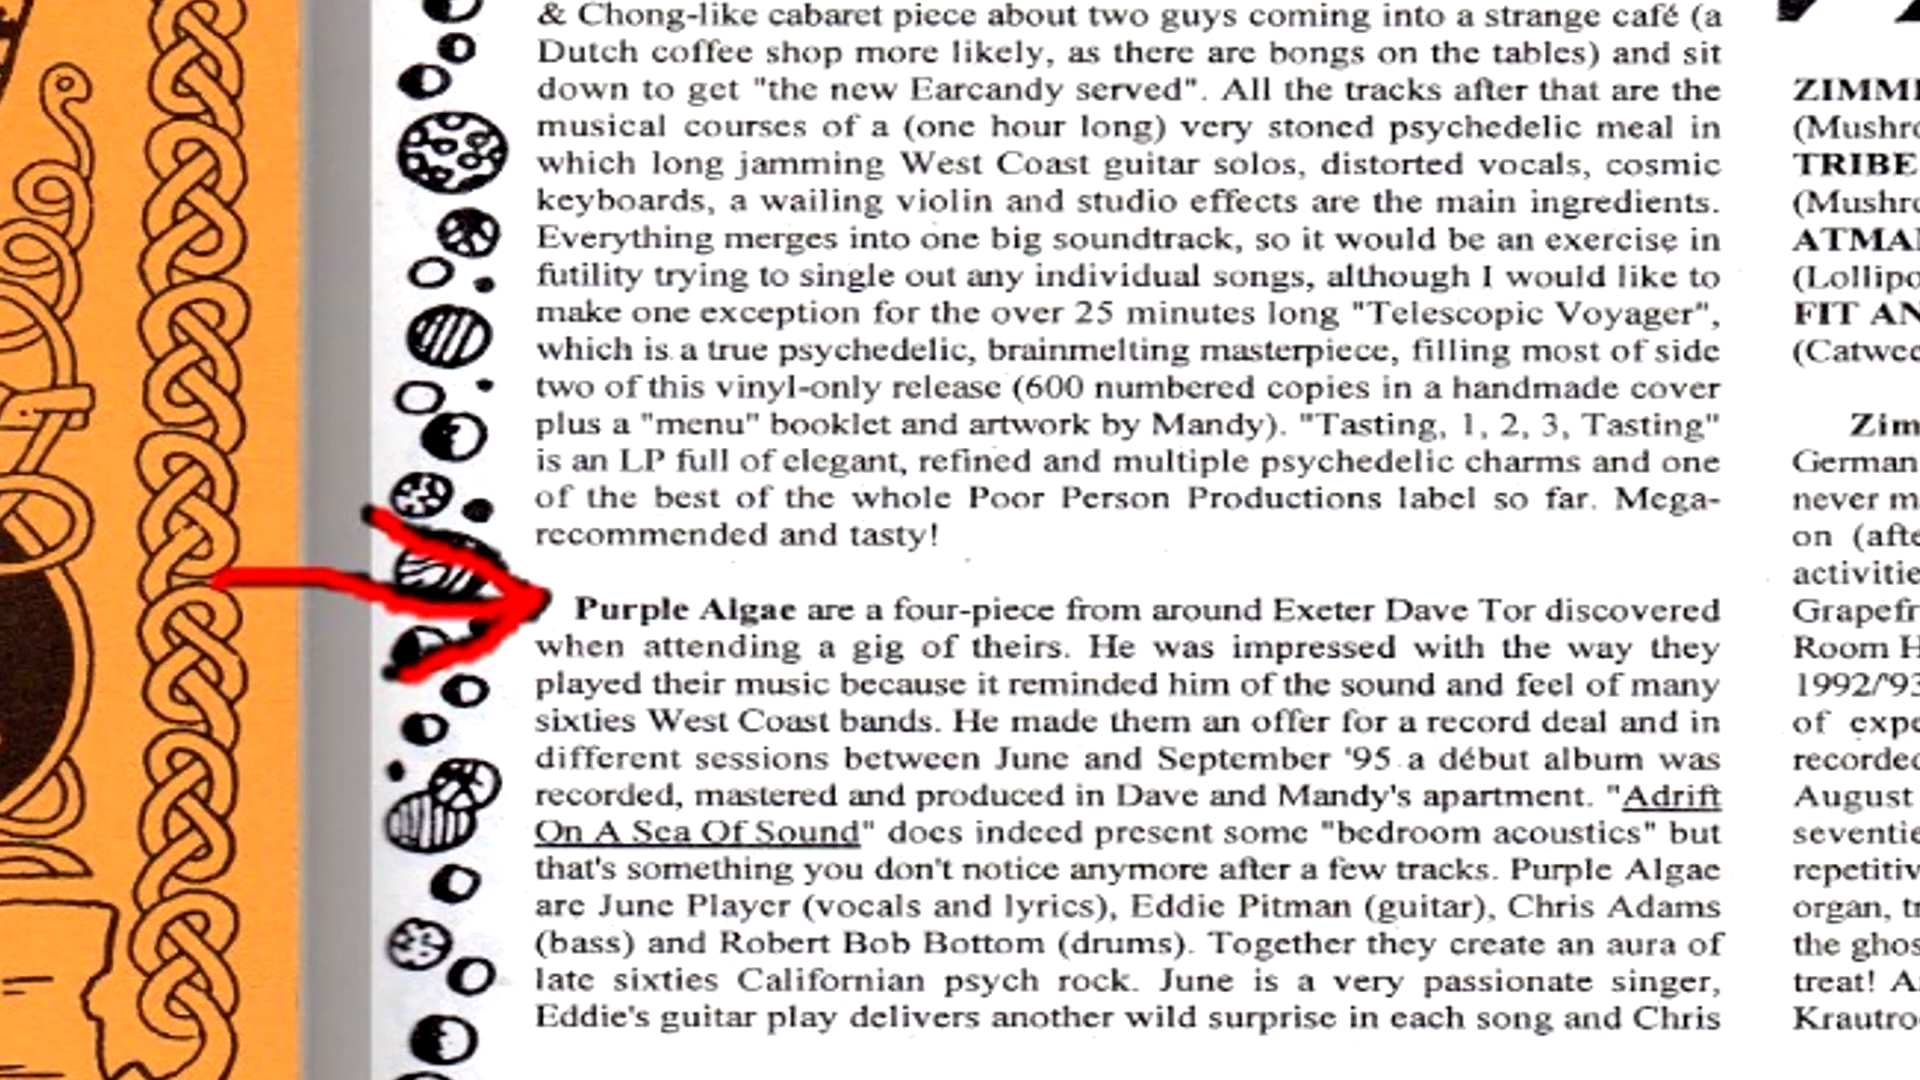 & Chong-like cabaret piece about two guys coming into a strange café (a
Dutch coffee shop more likely, as there are bongs on the tables) and sit
down to get "the new Earcandy served". All the tracks after that are the
musical courses of a (one hour long) very stoned psychedelic meal in
which long jamming West Coast guitar solos, distorted vocals, cosmic
keyboards, a wailing violin and studio effects are the main ingredients.
Everything merges into one big soundtrack, so it would be an exercise in
futility trying to single out any individual songs, although I would like to
make one exception for the over 25 minutes long "Telescopic Voyager",
which is a true psychedelic, brainmelting masterpiece, filling most of side
two of this vinyl-only release (600 numbered copies in a handmade cover
plus a "menu" booklet and artwork by Mandy). "Tasting, 1, 2, 3, Tasting"
is an LP full of elegant, refined and multiple psychedelic charms and one
of the best of the whole Poor Person Productions label so far. Mega-
recommended and tasty!
Purple Algae are a four-piece from around Exeter Dave Tor discovered
when attending a gig of theirs. He was impressed with the way they
played their music because it reminded him of the sound and feel of many
sixties West Coast bands. He made them an offer for a record deal and in
different sessions between June and September '95 a début album was
recorded, mastered and produced in Dave and Mandy's apartment. "Adrift
On A Sea Of Sound" does indeed present some "bedroom acoustics" but
that's something you don't notice anymore after a few tracks. Purple Algae
are June Player (vocals and lyrics), Eddie Pitman (guitar), Chris Adams
(bass) and Robert Bob Bottom (drums). Together they create an aura of
late sixties Californian psych rock. June is a very passionate singer,
Eddie's guitar play delivers another wild surprise in each song and Chris
ZIMM
(Mushro
TRIBE
(Mushro
ATMA
(Lollipo
FIT AN
(Catwee
Zim
German
never m
on (afte
activitie
Grapefr
Room H
1992/'93
of expe
recorded
August
seventie
repetitiv
organ, tr
the ghos
treat! A
Krautro